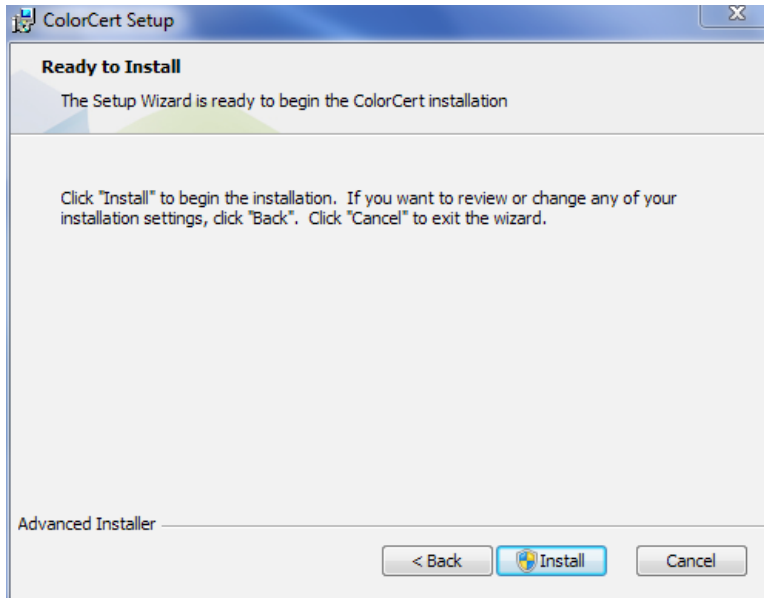 ColorCert Setup
Ready to Install
The Setup Wizard is ready to begin the ColorCert installation
Click "Install" to begin the installation.  If you want to review or change any of your
installation settings, click "Back".  Click "Cancel" to exit the wizard.
Advanced Installer
< Back
Install
Cancel